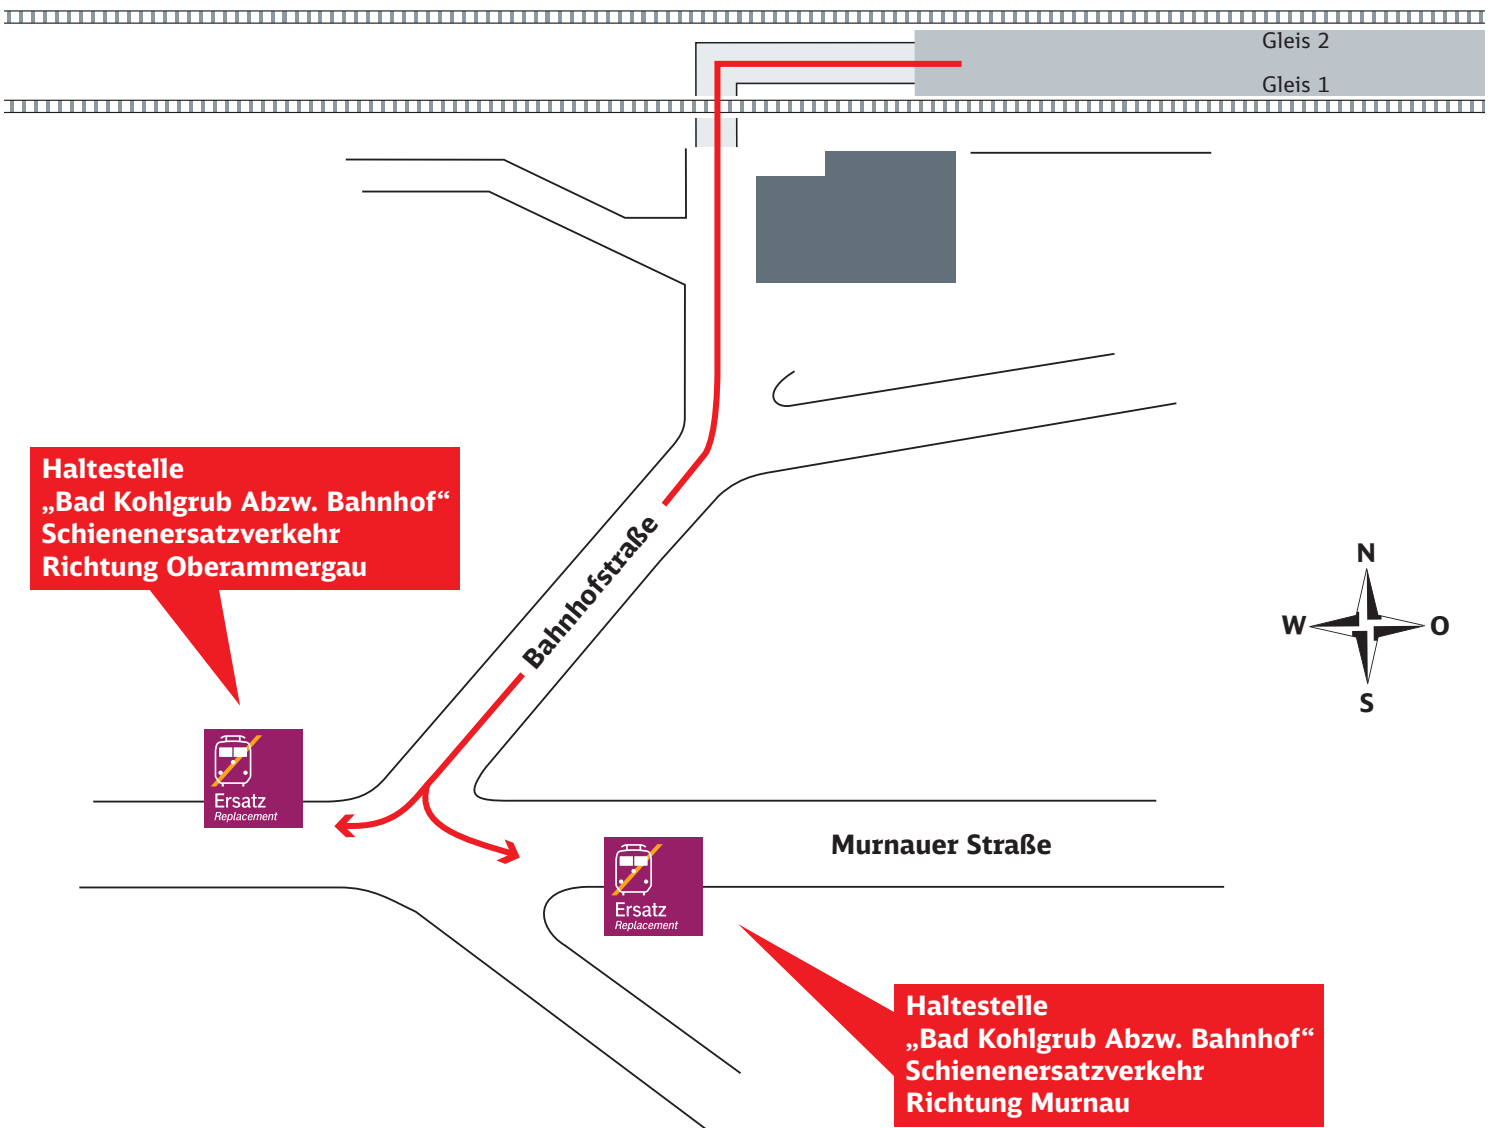 Gleis 2
Gleis 1
Haltestelle
„Bad Kohlgrub Abzw. Bahnhof“
Schienenersatzverkehr
Richtung Oberammergau
Bahnhofstraße
N
W
O
S
Ersatz
Replacement
Murnauer Straße
Ersatz
Replacement
Haltestelle
„Bad Kohlgrub Abzw. Bahnhof“
Schienenersatzverkehr
Richtung Murnau